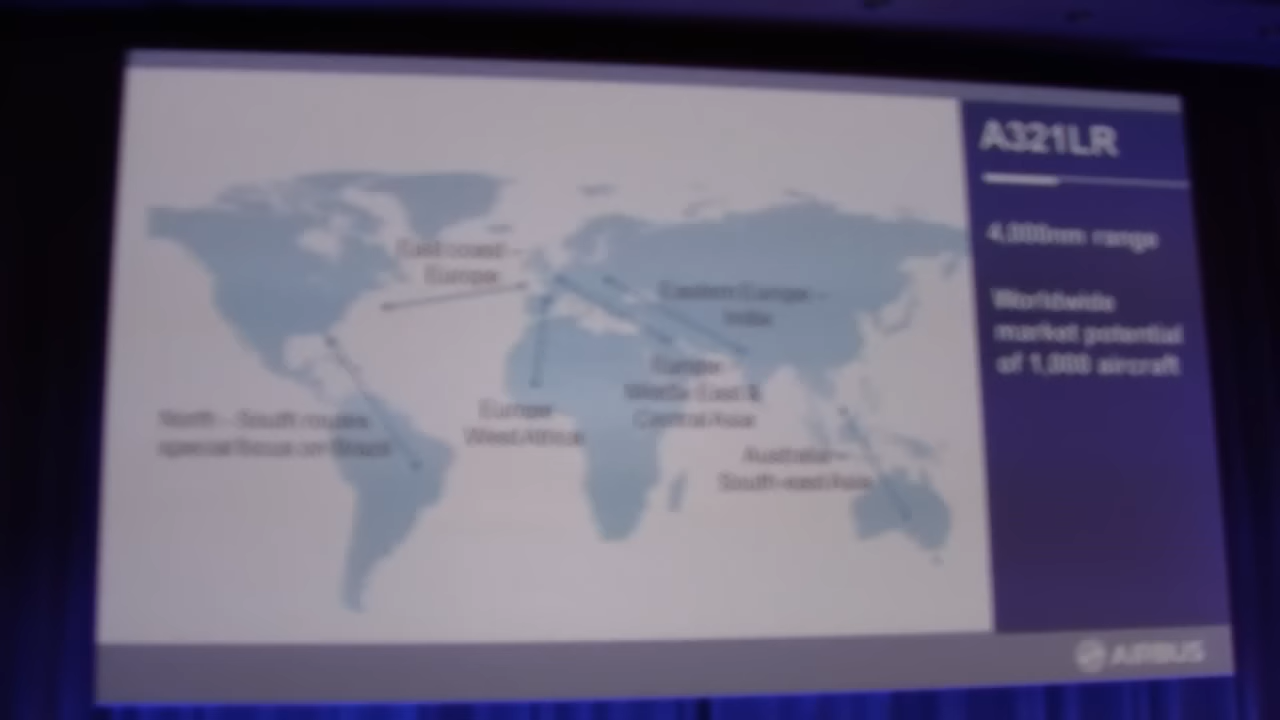 A321LR
4,000nm range
Worldwide
market potential
of 1,000 aircraft
East coast –
Europe
Eastern Europe –
India
Europe
Middle East &
Central Asia
Europe
West Africa
North – South routes
special focus on Brazil
Australia –
South-east Asia
AIRBUS